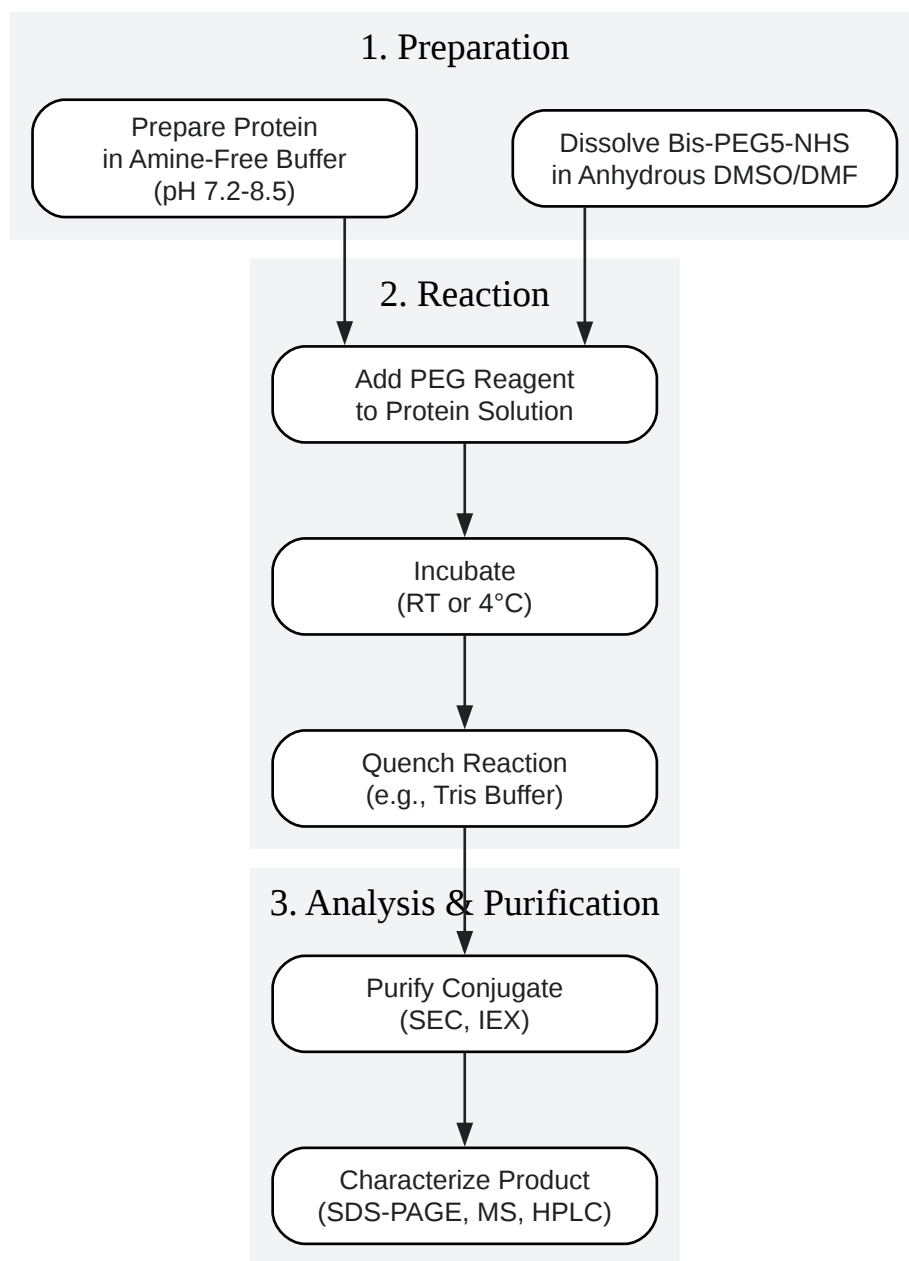 1. Preparation
Prepare Protein
in Amine-Free Buffer
(pH 7.2-8.5)
Dissolve Bis-PEG5-NHS
in Anhydrous DMSO/DMF
2. Reaction
Add PEG Reagent
to Protein Solution
Incubate
(RT or 4°C)
Quench Reaction
(e.g., Tris Buffer)
3. Analysis & Purification
Purify Conjugate
(SEC, IEX)
Characterize Product
(SDS-PAGE, MS, HPLC)